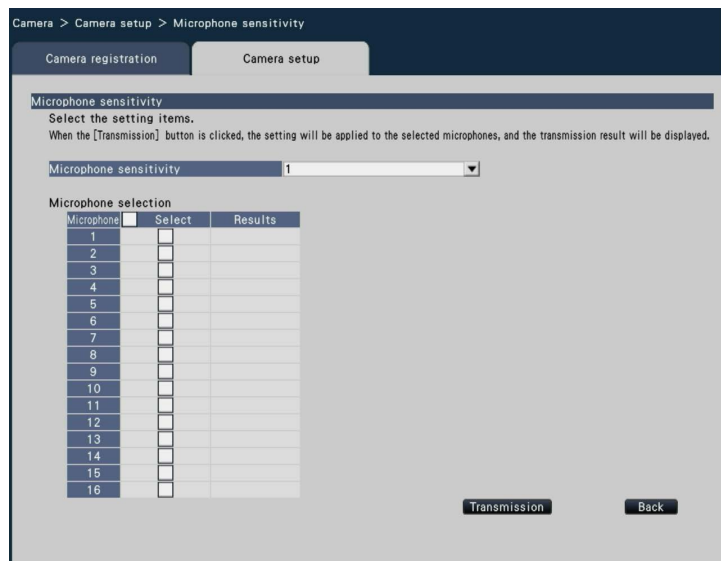 Camera > Camera setup > Microphone sensitivity
Camera registration Camera setup
Microphone sensitivity
Select the setting items.
When the [Transmission] button is clicked, the setting will be applied to the selected microphones, and the transmission result will be displayed.
Microphone sensitivity 1
Microphone selection
Microphone Select Results
1
2
3
4
5
6
7
8
9
10
11
12
13
14
15
16
Transmission Back